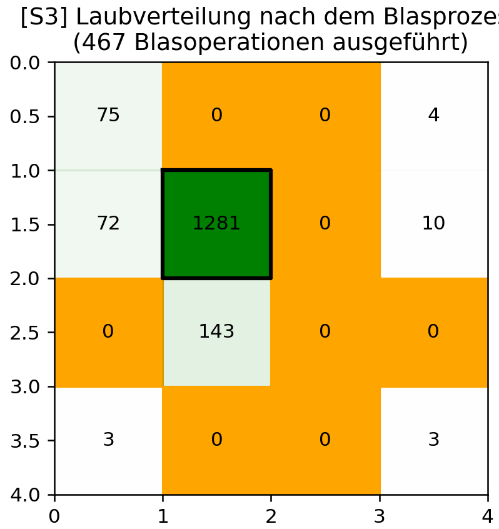 [S3] Laubverteilung nach dem Blasprozes
(467 Blasoperationen ausgeführt)
0.0
75 0 0 4
0.5
1.0
72 1281 0 10
1.5
2.0
0 143 0 0
2.5
3.0
3 0 0 3
3.5
4.0
0 1 2 3 4